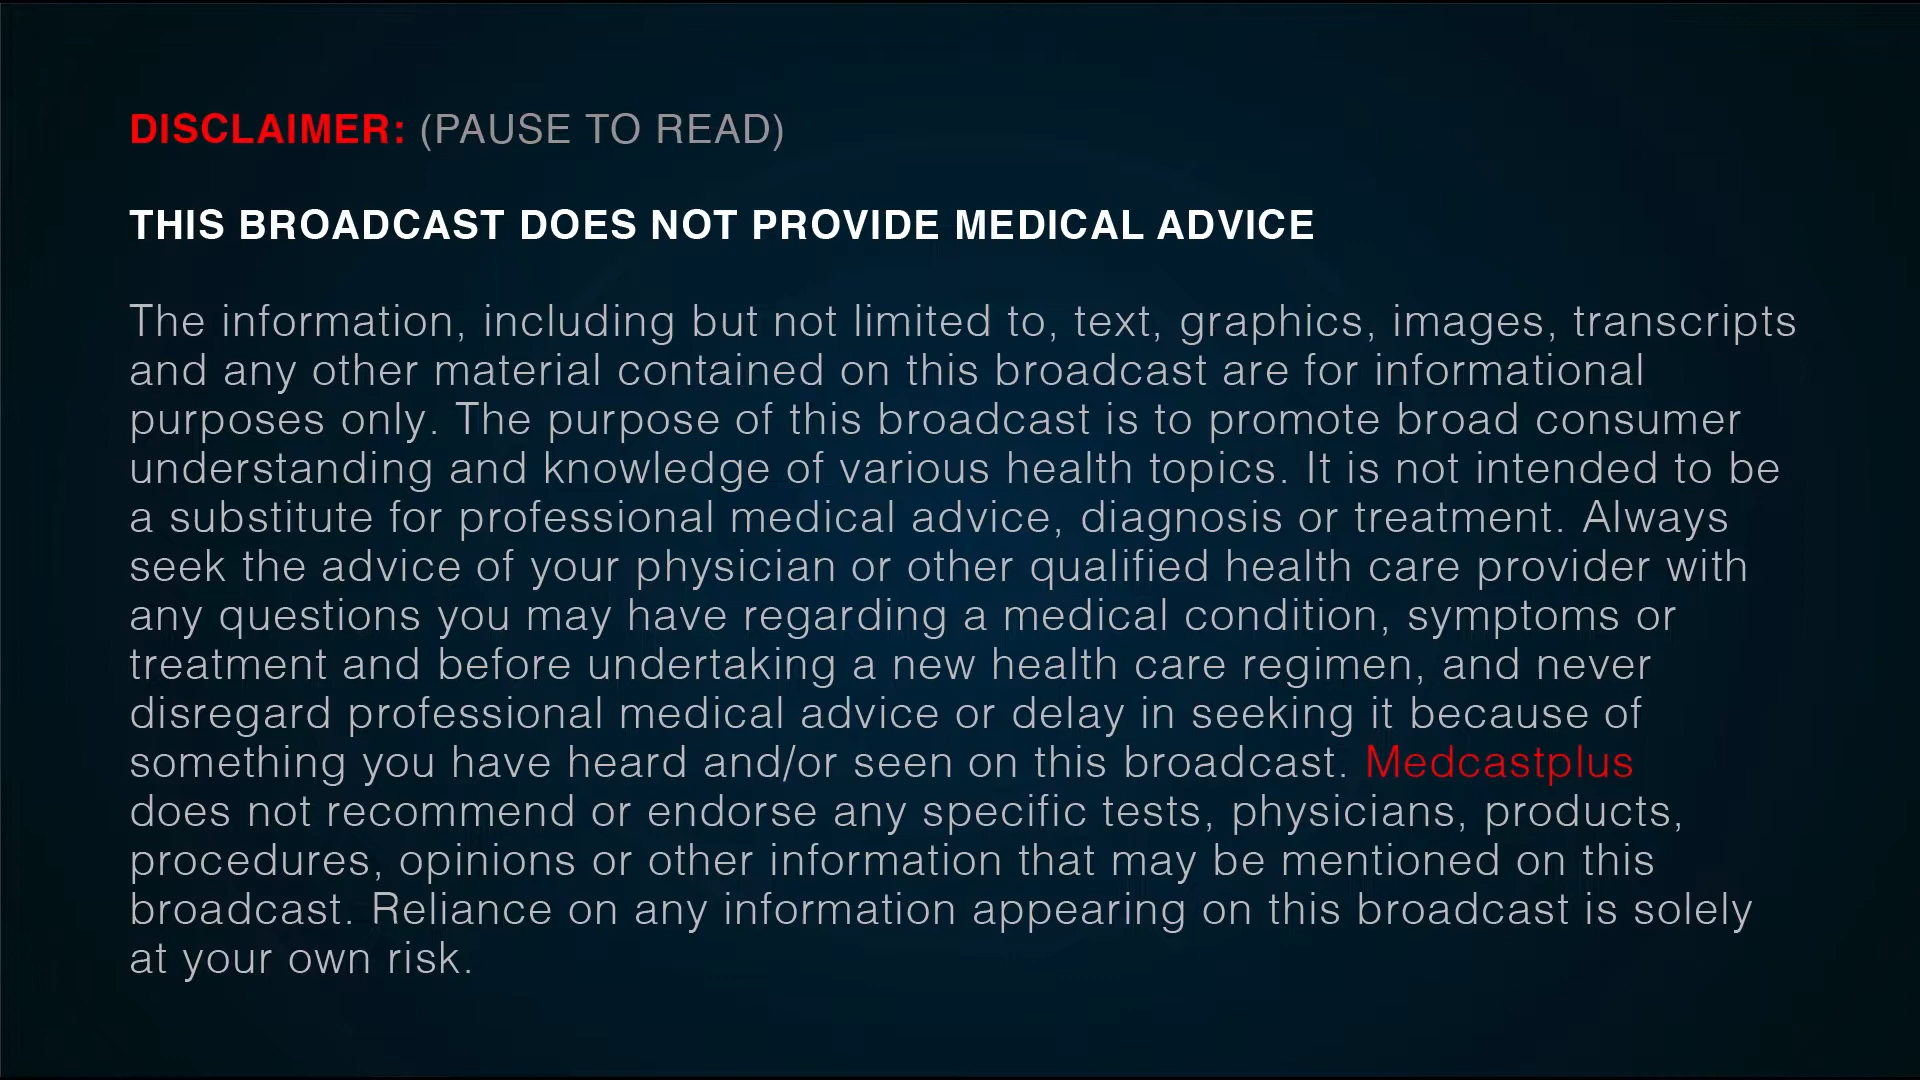 DISCLAIMER: (PAUSE TO READ)
THIS BROADCAST DOES NOT PROVIDE MEDICAL ADVICE
The information, including but not limited to, text, graphics, images, transcripts
and any other material contained on this broadcast are for informational
purposes only. The purpose of this broadcast is to promote broad consumer
understanding and knowledge of various health topics. It is not intended to be
a substitute for professional medical advice, diagnosis or treatment. Always
seek the advice of your physician or other qualified health care provider with
any questions you may have regarding a medical condition, symptoms or
treatment and before undertaking a new health care regimen, and never
disregard professional medical advice or delay in seeking it because of
something you have heard and/or seen on this broadcast. Medcastplus
does not recommend or endorse any specific tests, physicians, products,
procedures, opinions or other information that may be mentioned on this
broadcast. Reliance on any information appearing on this broadcast is solely
at your own risk.